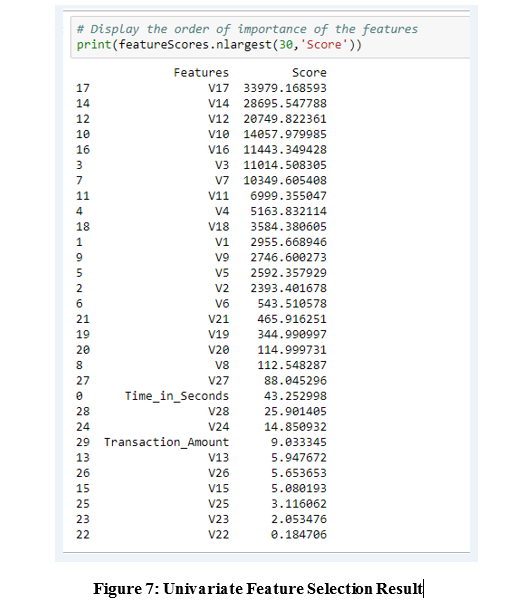 # Display the order of importance of the features
print(featureScores.nlargest(30,'Score'))
Features Score
17 V17 33979.168593
14 V14 28695.547788
12 V12 20749.822361
10 V10 14057.979985
16 V16 11443.349428
3 V3 11014.508305
7 V7 10349.605408
11 V11 6999.355047
4 V4 5163.832114
18 V18 3584.380605
1 V1 2955.668946
9 V9 2746.600273
5 V5 2592.357929
2 V2 2393.401678
6 V6 543.510578
21 V21 465.916251
19 V19 344.990997
20 V20 114.999731
8 V8 112.548287
27 V27 88.045296
0 Time_in_Seconds 43.252998
28 V28 25.901405
24 V24 14.850932
29 Transaction_Amount 9.033345
13 V13 5.947672
26 V26 5.653653
15 V15 5.080193
25 V25 3.116062
23 V23 2.053476
22 V22 0.184706
Figure 7: Univariate Feature Selection Result